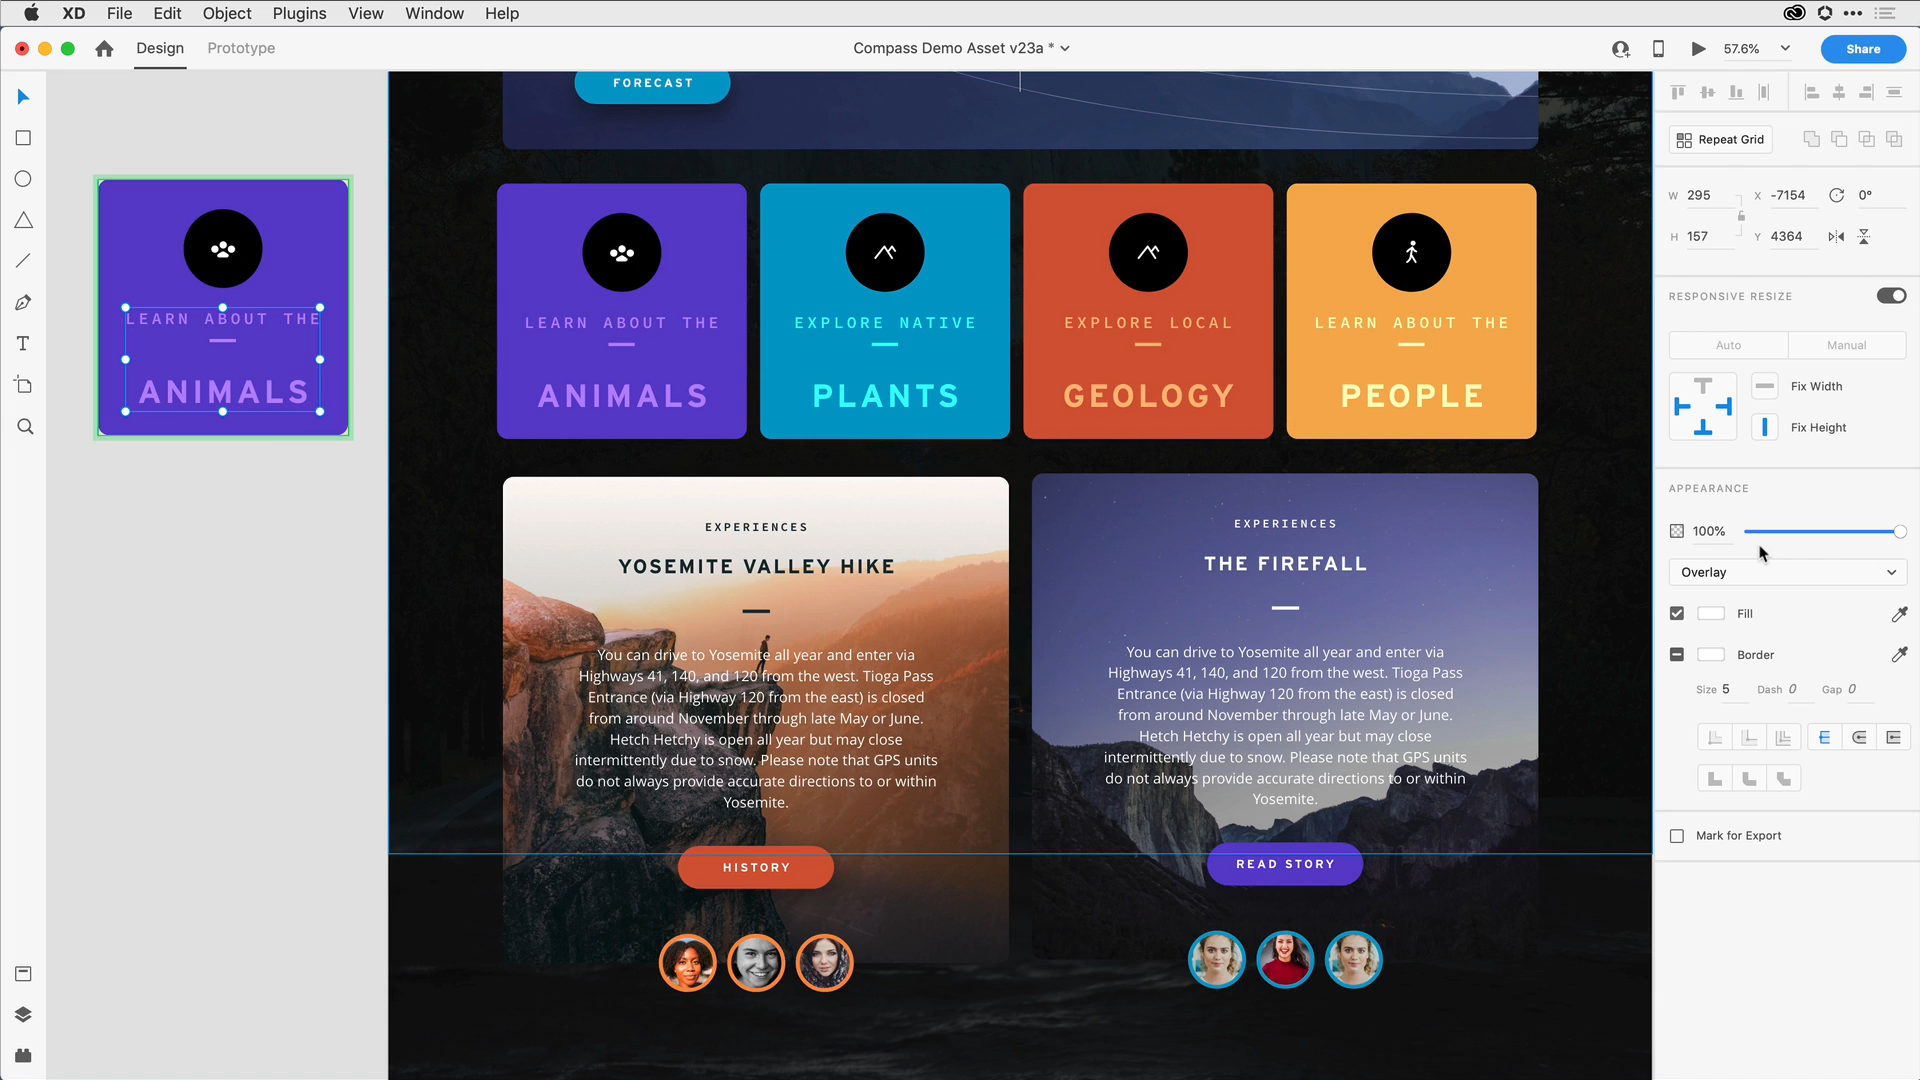 XD File Edit Object Plugins View Window Help
Design Prototype
Compass Demo Asset v23a *
57.6%
Share
FORECAST
Repeat Grid
W 295 X -7154 0°
H 157 Y 4364
LEARN ABOUT THE
ANIMALS
LEARN ABOUT THE
ANIMALS
EXPLORE NATIVE
PLANTS
EXPLORE LOCAL
GEOLOGY
LEARN ABOUT THE
PEOPLE
RESPONSIVE RESIZE
Auto Manual
Fix Width
Fix Height
APPEARANCE
100%
Overlay
Fill
Border
Size 5 Dash 0 Gap 0
Mark for Export
EXPERIENCES
YOSEMITE VALLEY HIKE
You can drive to Yosemite all year and enter via
Highways 41, 140, and 120 from the west. Tioga Pass
Entrance (via Highway 120 from the east) is closed
from around November through late May or June.
Hetch Hetchy is open all year but may close
intermittently due to snow. Please note that GPS units
do not always provide accurate directions to or within
Yosemite.
HISTORY
EXPERIENCES
THE FIREFALL
You can drive to Yosemite all year and enter via
Highways 41, 140, and 120 from the west. Tioga Pass
Entrance (via Highway 120 from the east) is closed
from around November through late May or June.
Hetch Hetchy is open all year but may close
intermittently due to snow. Please note that GPS units
do not always provide accurate directions to or within
Yosemite.
READ STORY